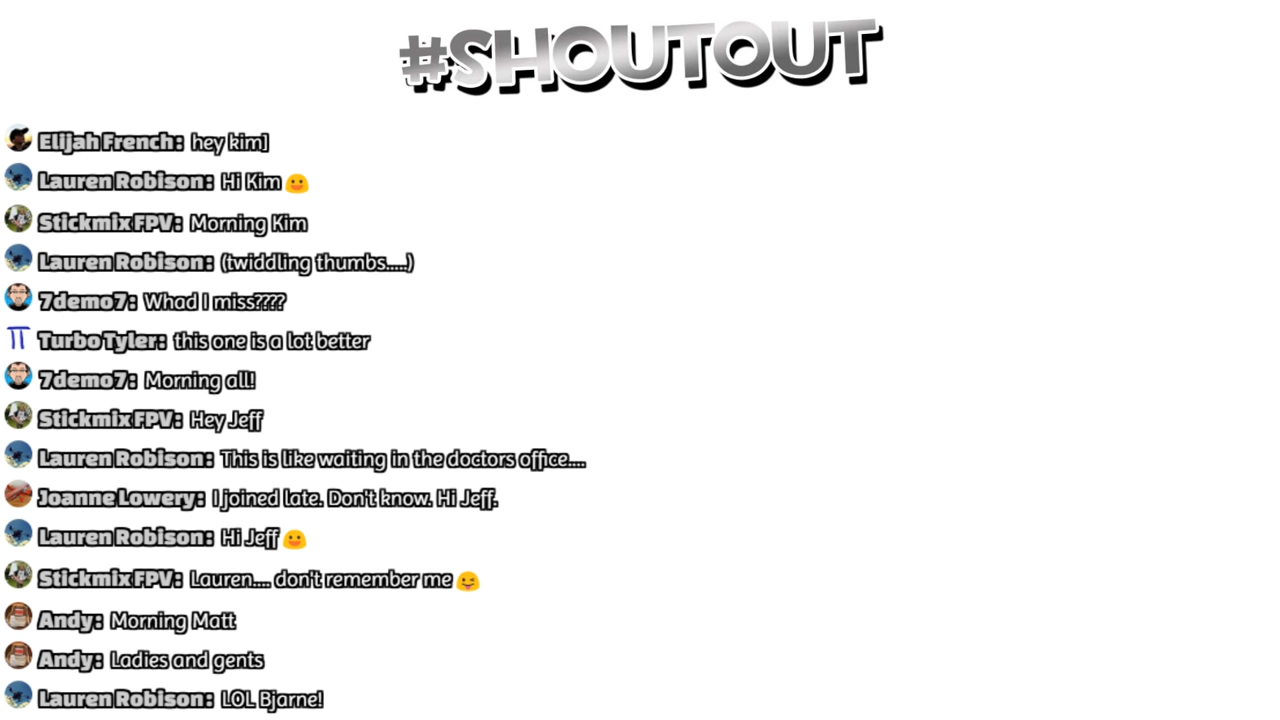 #SHOUTOUT
Elijah French: hey kim]
Lauren Robison: Hi Kim 😀
Stickmix FPV: Morning Kim
Lauren Robison: (twiddling thumbs.....)
7demo7: Whad I miss????
Turbo Tyler: this one is a lot better
7demo7: Morning all!
Stickmix FPV: Hey Jeff
Lauren Robison: This is like waiting in the doctors office....
Joanne Lowery: I joined late. Don't know. Hi Jeff.
Lauren Robison: Hi Jeff 😀
Stickmix FPV: Lauren.... don't remember me 😜
Andy: Morning Matt
Andy: Ladies and gents
Lauren Robison: LOL Bjarne!